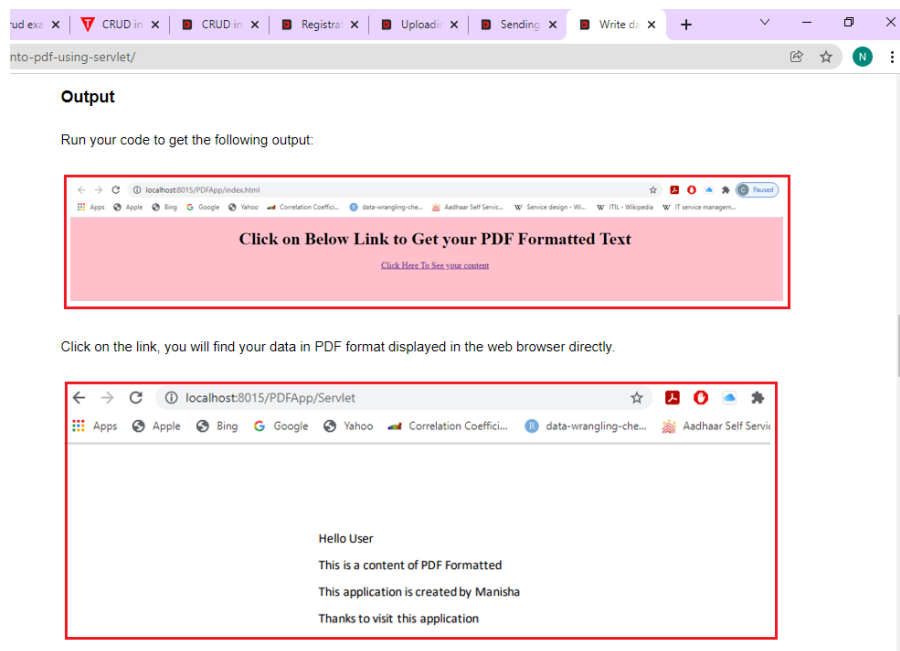 rud exa CRUD in CRUD in Registra Uploadin Sending Write da
nto-pdf-using-servlet/ N
Output
Run your code to get the following output:
localhost:8015/PDFApp/index.html Paused
Apps Apple Bing Google Yahoo Correlation Coeffici... data-wrangling-che... Aadhaar Self Servic... Service design - Wi... ITIL - Wikipedia IT service managem...
Click on Below Link to Get your PDF Formatted Text
Click Here To See your content
Click on the link, you will find your data in PDF format displayed in the web browser directly.
localhost:8015/PDFApp/Servlet
Apps Apple Bing Google Yahoo Correlation Coeffici... data-wrangling-che... Aadhaar Self Servic
Hello User
This is a content of PDF Formatted
This application is created by Manisha
Thanks to visit this application